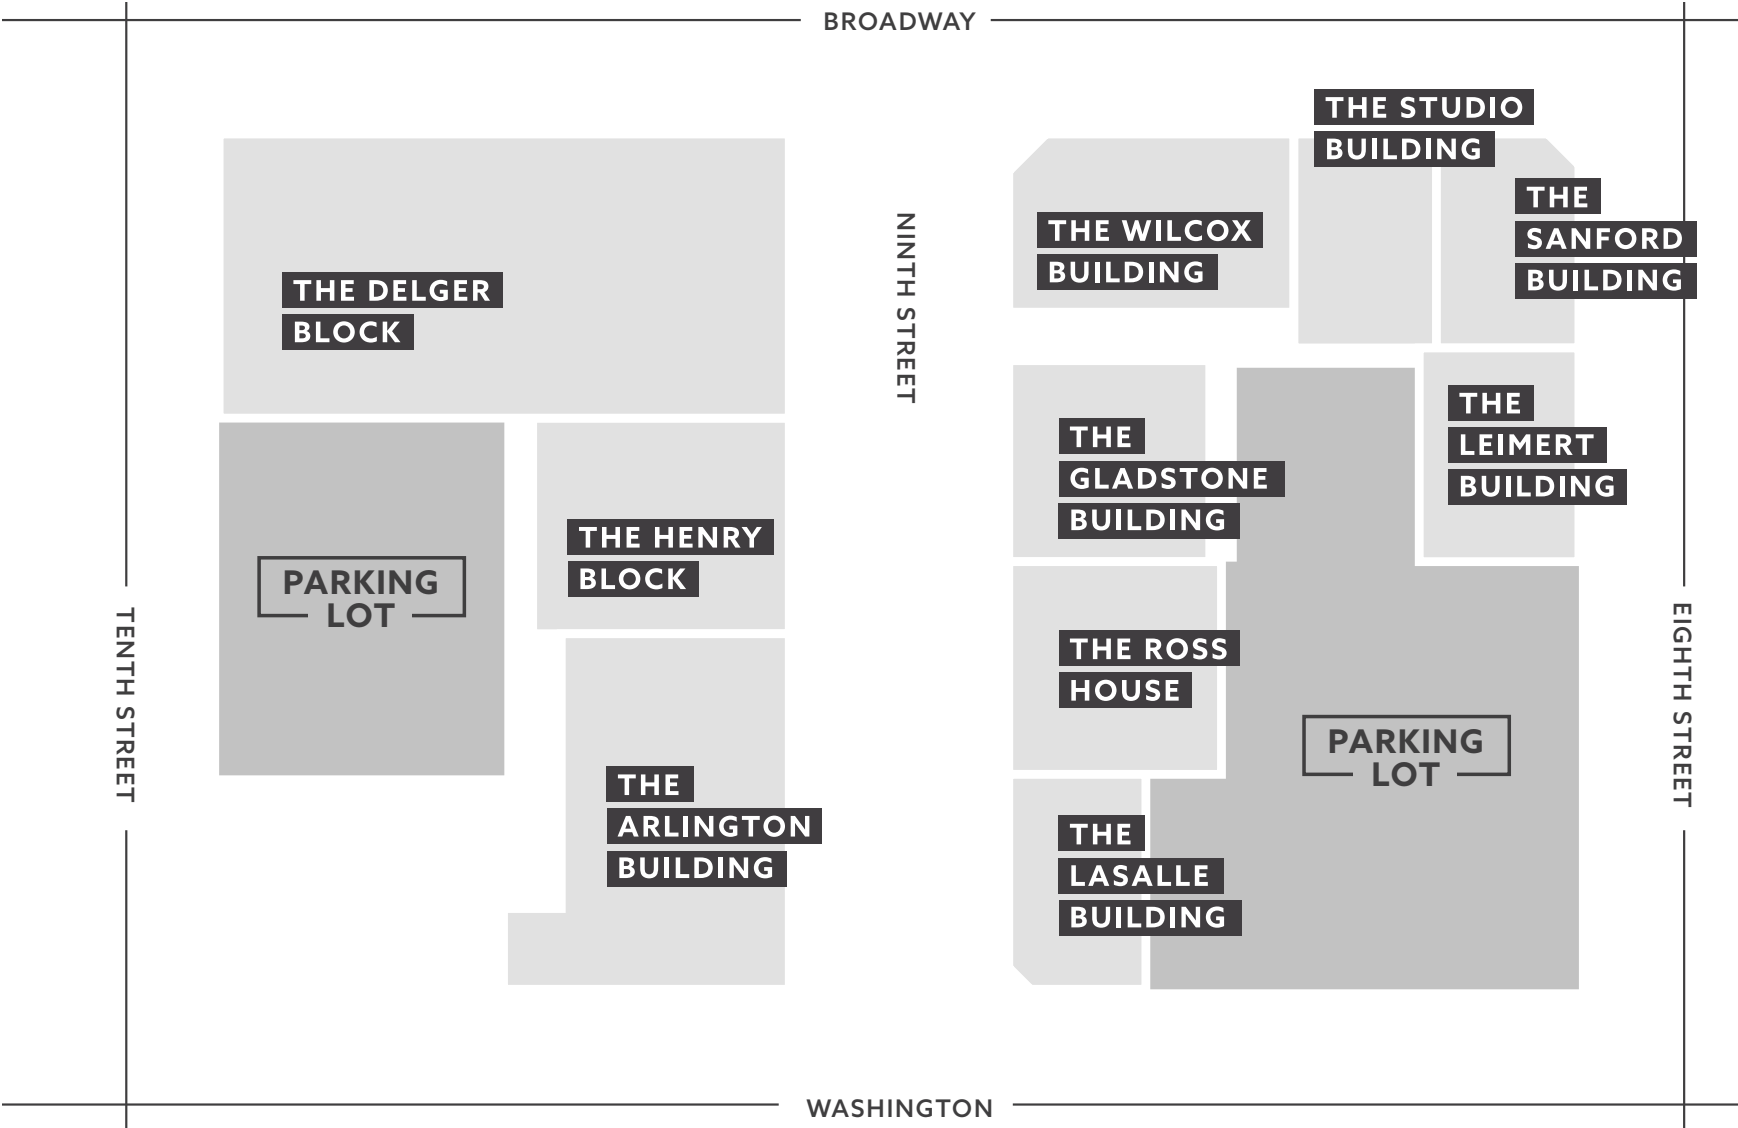 BROADWAY
THE STUDIO
BUILDING
THE
SANFORD
BUILDING
THE WILCOX
BUILDING
NINTH STREET
THE DELGER
BLOCK
THE
GLADSTONE
BUILDING
THE
LEIMERT
BUILDING
THE HENRY
BLOCK
PARKING
LOT
TENTH STREET
THE ROSS
HOUSE
EIGHTH STREET
PARKING
LOT
THE
ARLINGTON
BUILDING
THE
LASALLE
BUILDING
WASHINGTON